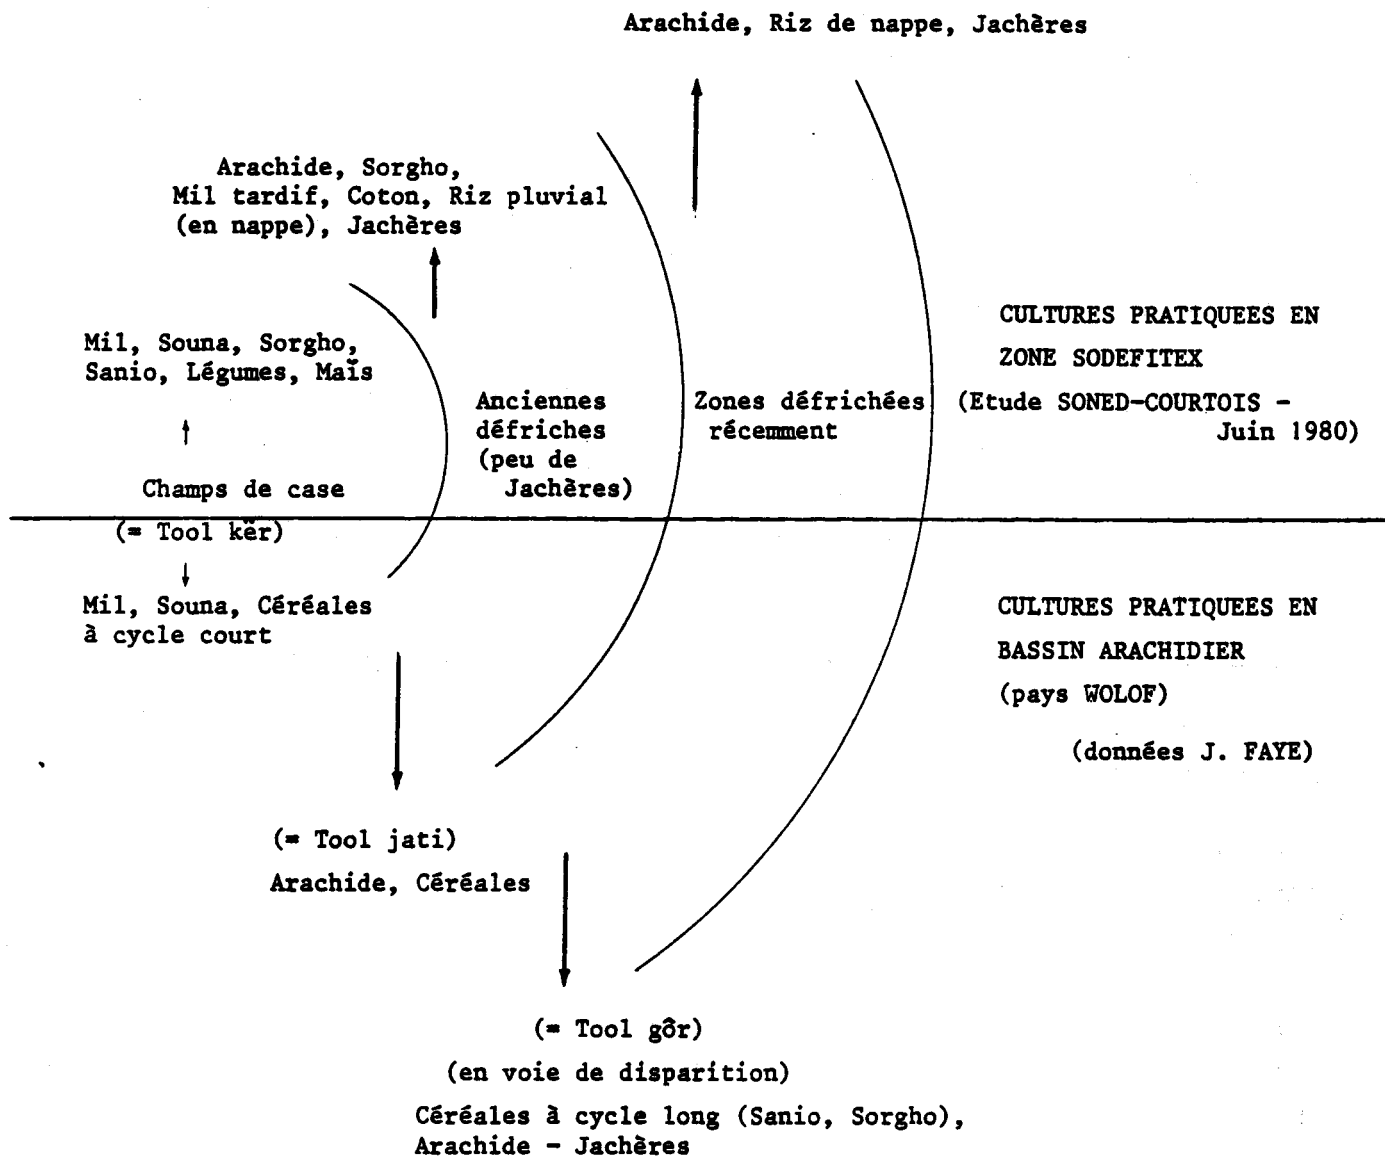 Arachide, Riz de nappe, Jachères
Arachide, Sorgho,
Mil tardif, Coton, Riz pluvial
(en nappe), Jachères
Mil, Souna, Sorgho,
Sanio, Légumes, Maïs
Champs de case
(= Tool kër)
Anciennes
défriches
(peu de
Jachères)
Zones défrichées
récemment
CULTURES PRATIQUEES EN
ZONE SODEFITEX
(Etude SONED-COURTOIS -
Juin 1980)
Mil, Souna, Céréales
à cycle court
CULTURES PRATIQUEES EN
BASSIN ARACHIDIER
(pays WOLOF)
(données J. FAYE)
(= Tool jati)
Arachide, Céréales
(= Tool gôr)
(en voie de disparition)
Céréales à cycle long (Sanio, Sorgho),
Arachide - Jachères